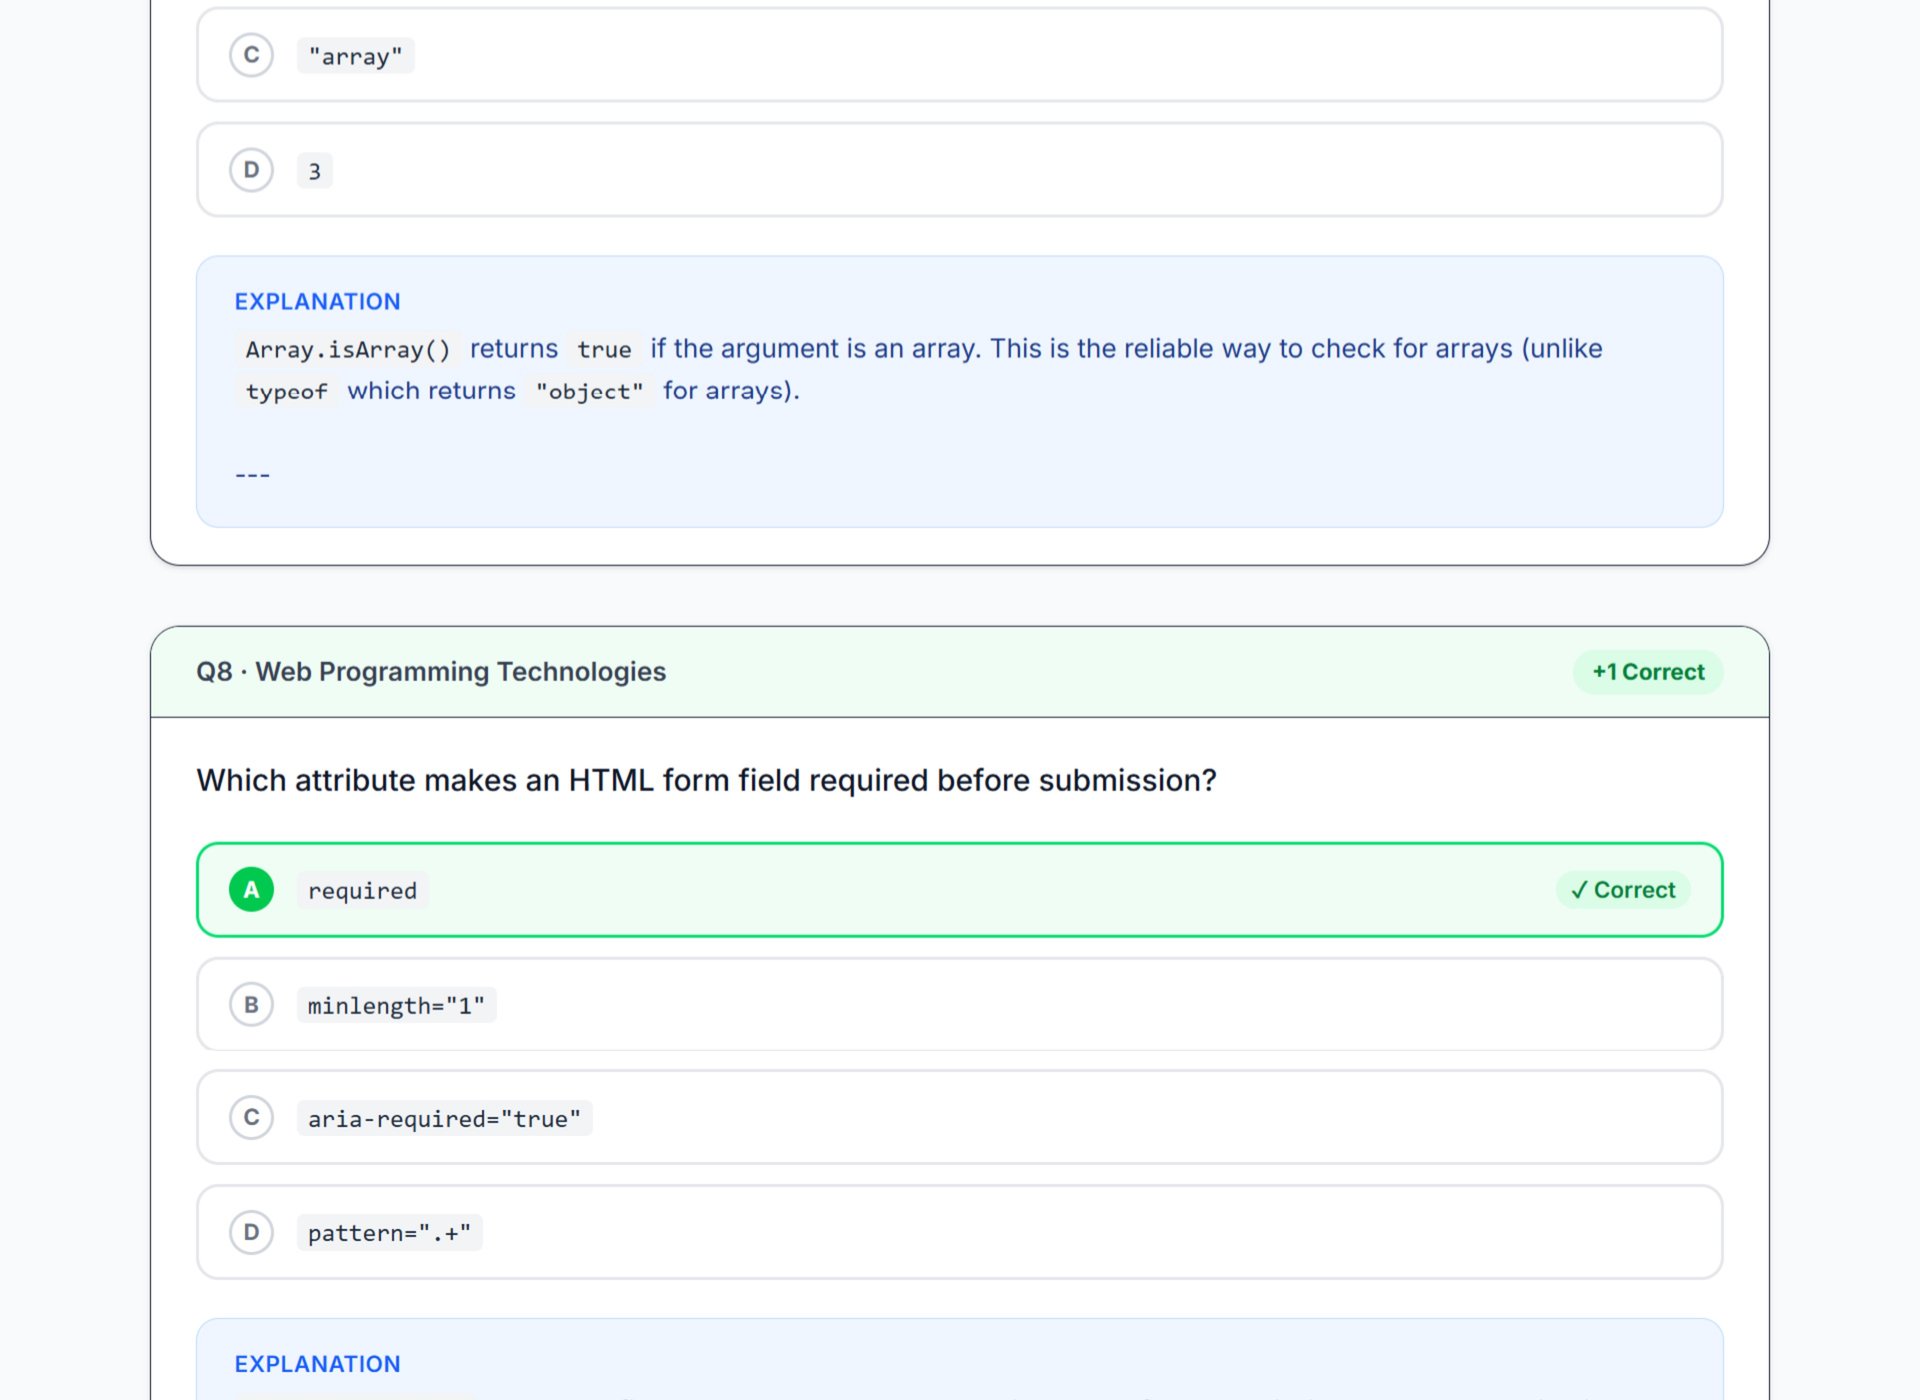 C "array"
D 3
EXPLANATION
Array.isArray() returns true if the argument is an array. This is the reliable way to check for arrays (unlike
typeof which returns "object" for arrays).
---
Q8 · Web Programming Technologies +1 Correct
Which attribute makes an HTML form field required before submission?
A required ✓ Correct
B minlength="1"
C aria-required="true"
D pattern=".+"
EXPLANATION